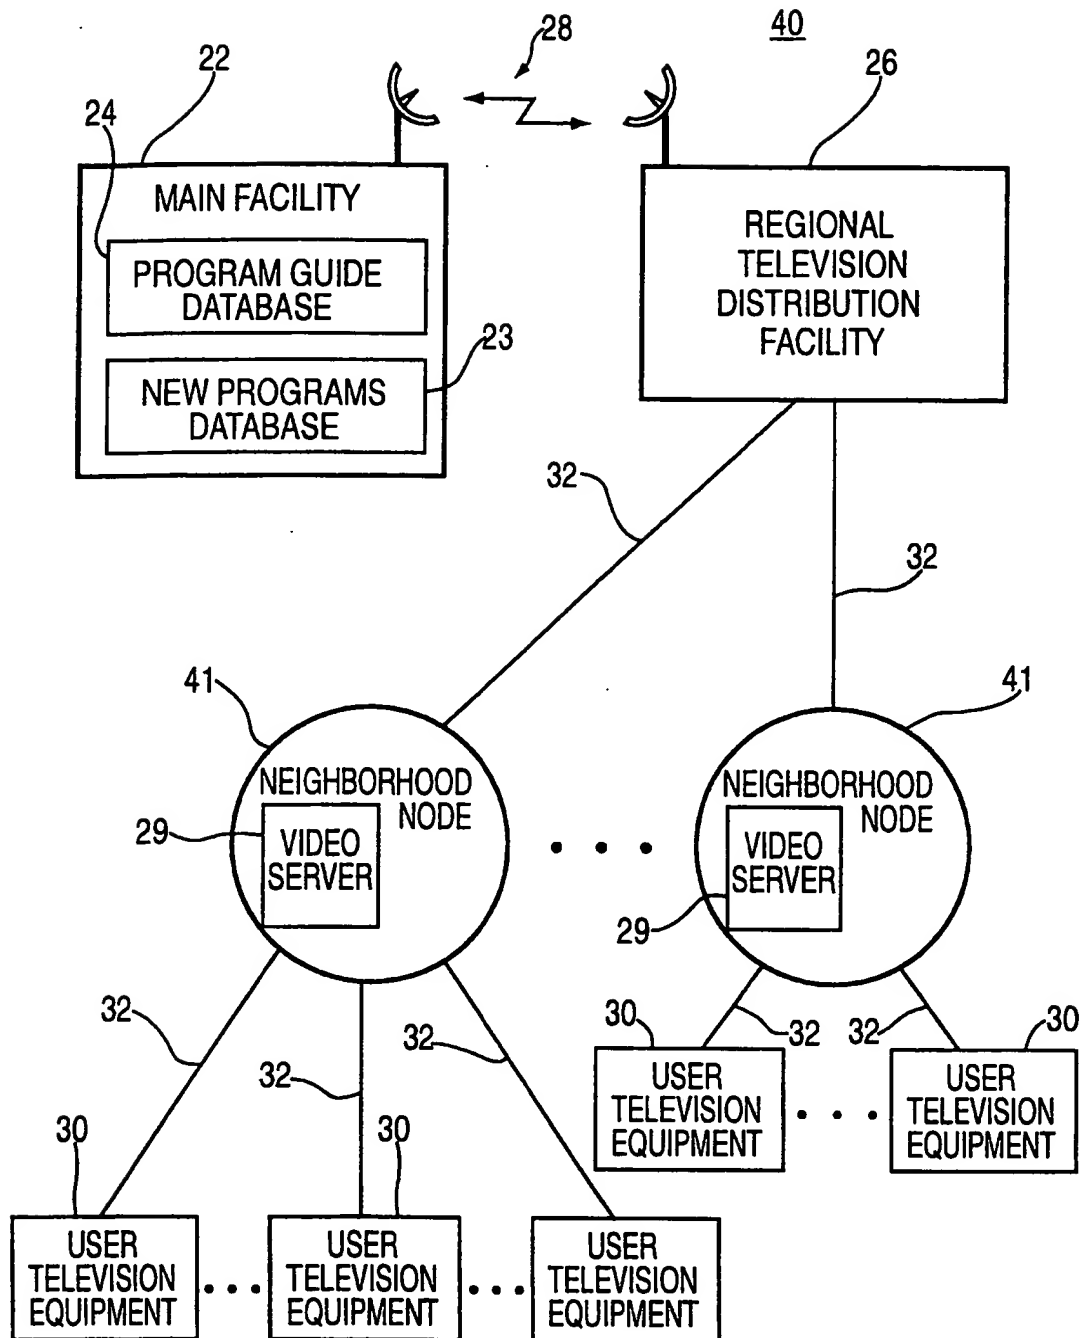 40
28
22
26
24
MAIN FACILITY
PROGRAM GUIDE
DATABASE
23
NEW PROGRAMS
DATABASE
REGIONAL
TELEVISION
DISTRIBUTION
FACILITY
32
32
41
41
NEIGHBORHOOD
NODE
29
VIDEO
SERVER
NEIGHBORHOOD
NODE
29
VIDEO
SERVER
32
32
32
30
32
32
30
USER
TELEVISION
EQUIPMENT
USER
TELEVISION
EQUIPMENT
30
30
USER
TELEVISION
EQUIPMENT
USER
TELEVISION
EQUIPMENT
USER
TELEVISION
EQUIPMENT